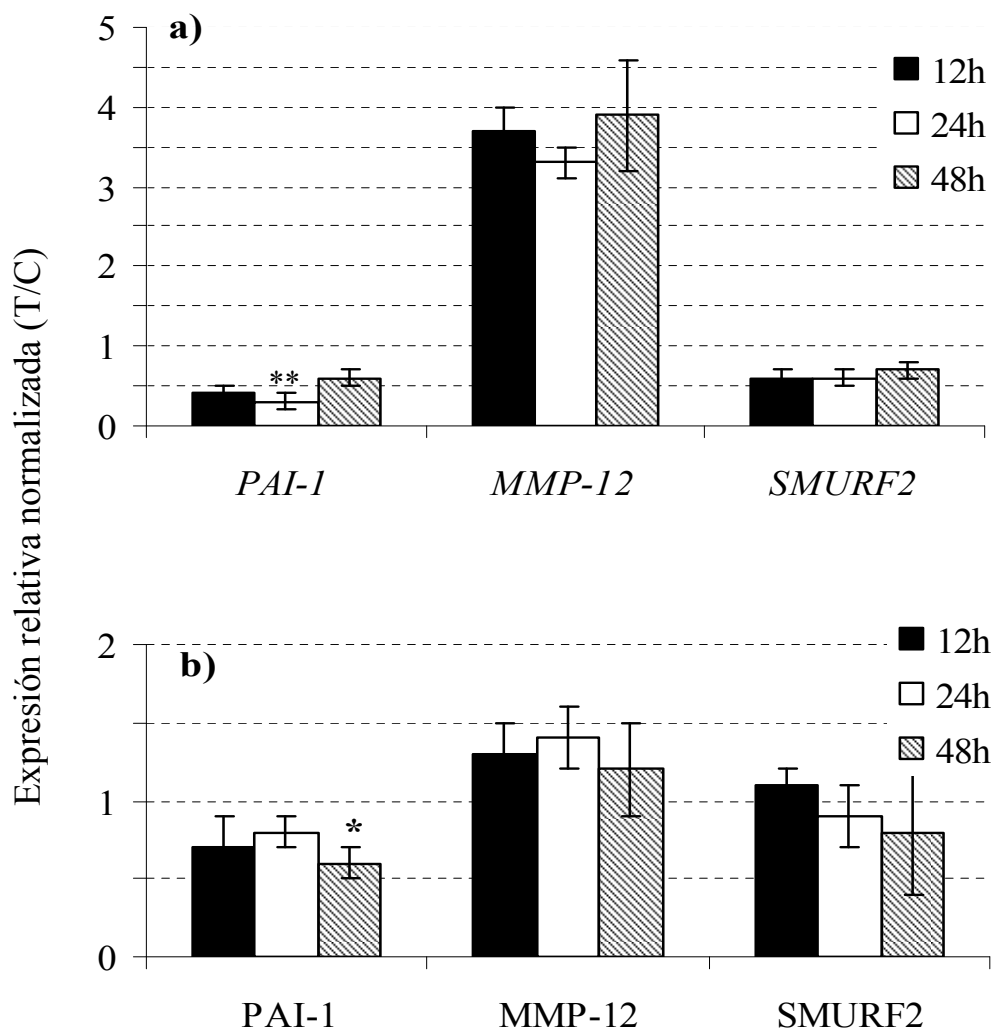 Expresión relativa normalizada (T/C)
a)
5
4
3
2
1
0
12h
24h
48h
**
PAI-1 MMP-12 SMURF2
b)
2
1
0
12h
24h
48h
*
PAI-1 MMP-12 SMURF2